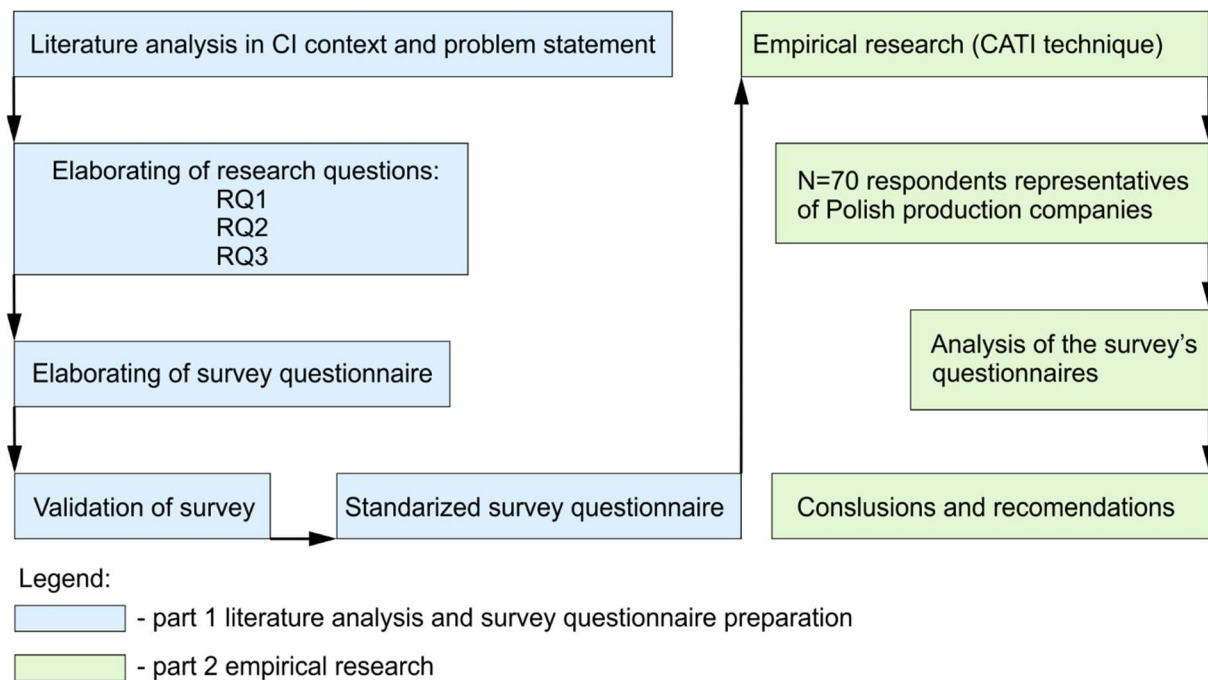 Literature analysis in CI context and problem statement
Elaborating of research questions:
RQ1
RQ2
RQ3
Elaborating of survey questionnaire
Validation of survey
Standarized survey questionnaire
Empirical research (CATI technique)
N=70 respondents representatives
of Polish production companies
Analysis of the survey's
questionnaires
Conslusions and recomendations
Legend:
- part 1 literature analysis and survey questionnaire preparation
- part 2 empirical research